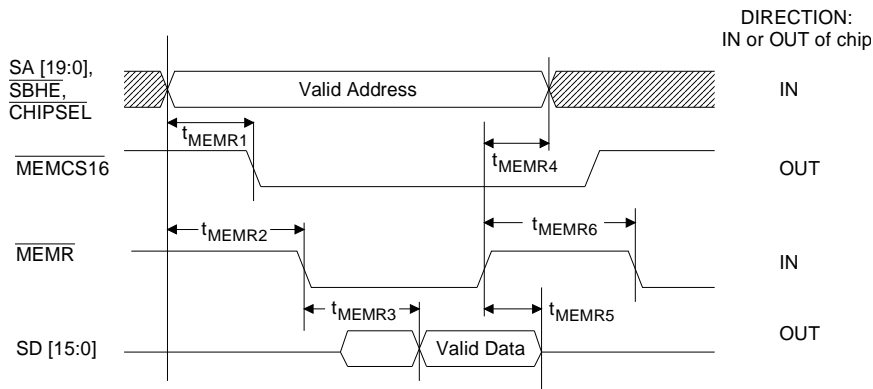 DIRECTION:
IN or OUT of chip
SA [19:0],
SBHE,
CHIPSEL
Valid Address
IN
tMEMR1
tMEMR4
MEMCS16
OUT
tMEMR2
tMEMR6
MEMR
IN
tMEMR3
tMEMR5
OUT
SD [15:0]
Valid Data